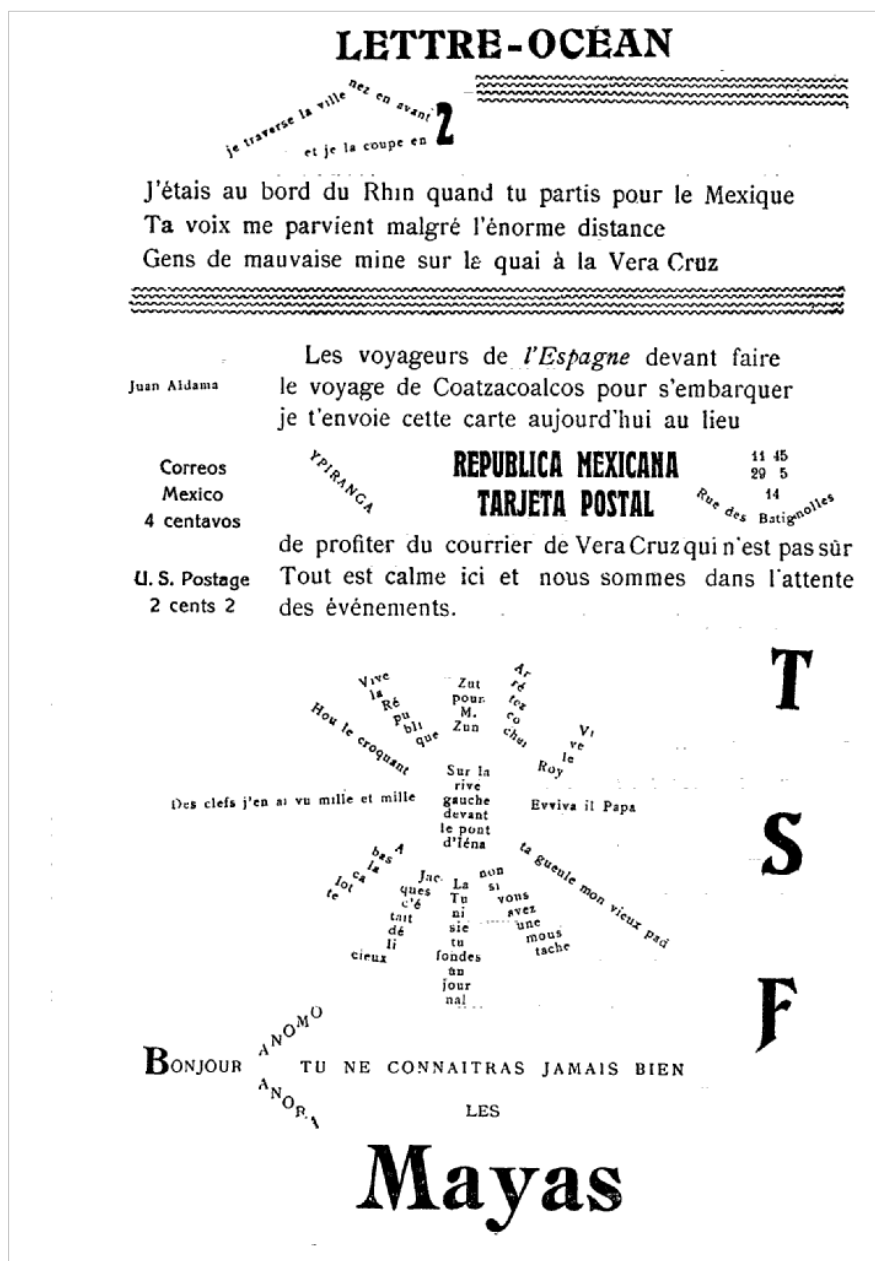 LETTRE-OCÉAN
je traverse la ville nez en avant
et je la coupe en 2
J'étais au bord du Rhin quand tu partis pour le Mexique
Ta voix me parvient malgré l'énorme distance
Gens de mauvaise mine sur le quai à la Vera Cruz
Les voyageurs de l'Espagne devant faire
Juan Aldama
le voyage de Coatzacoalcos pour s'embarquer
je t'envoie cette carte aujourd'hui au lieu
Correos
Mexico
4 centavos
YPIRANGA
REPUBLICA MEXICANA
TARJETA POSTAL
11 45
29 5
14
Rue des Batignolles
de profiter du courrier de Vera Cruz qui n'est pas sûr
U. S. Postage
2 cents 2
Tout est calme ici et nous sommes dans l'attente
des événements.
T
S
F
Hou le croquant
Vive
la
Ré
pu
bli
que
Zut
pour
M.
Zun
Ar
ré
tez
co
cher
Vi
ve
le
Roy
Des clefs j'en ai vu mille et mille
Sur la
rive
gauche
devant
le pont
d'Iéna
Evviva il Papa
A
bas
la
ca
lot
te
Jac
ques
c'é
tait
dé
li
cieux
La
Tu
ni
sie
tu
fondes
un
jour
nal
non
si
vous
avez
une
mous
tache
ta gueule mon vieux pad
BONJOUR
ANOMO
ANORA
TU NE CONNAITRAS JAMAIS BIEN
LES
Mayas